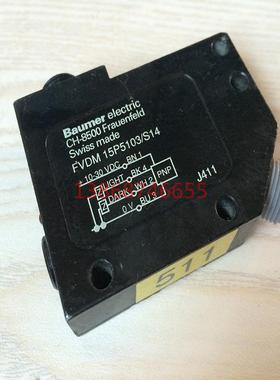 Baumer electric
CH-8500 Frauenfeld
Swiss made
FVDM 15P5103/S14
10-30 VDC BN 1
LIGHT BK 4
DARK WH 2
PNP
0 V BU 3
J411
511